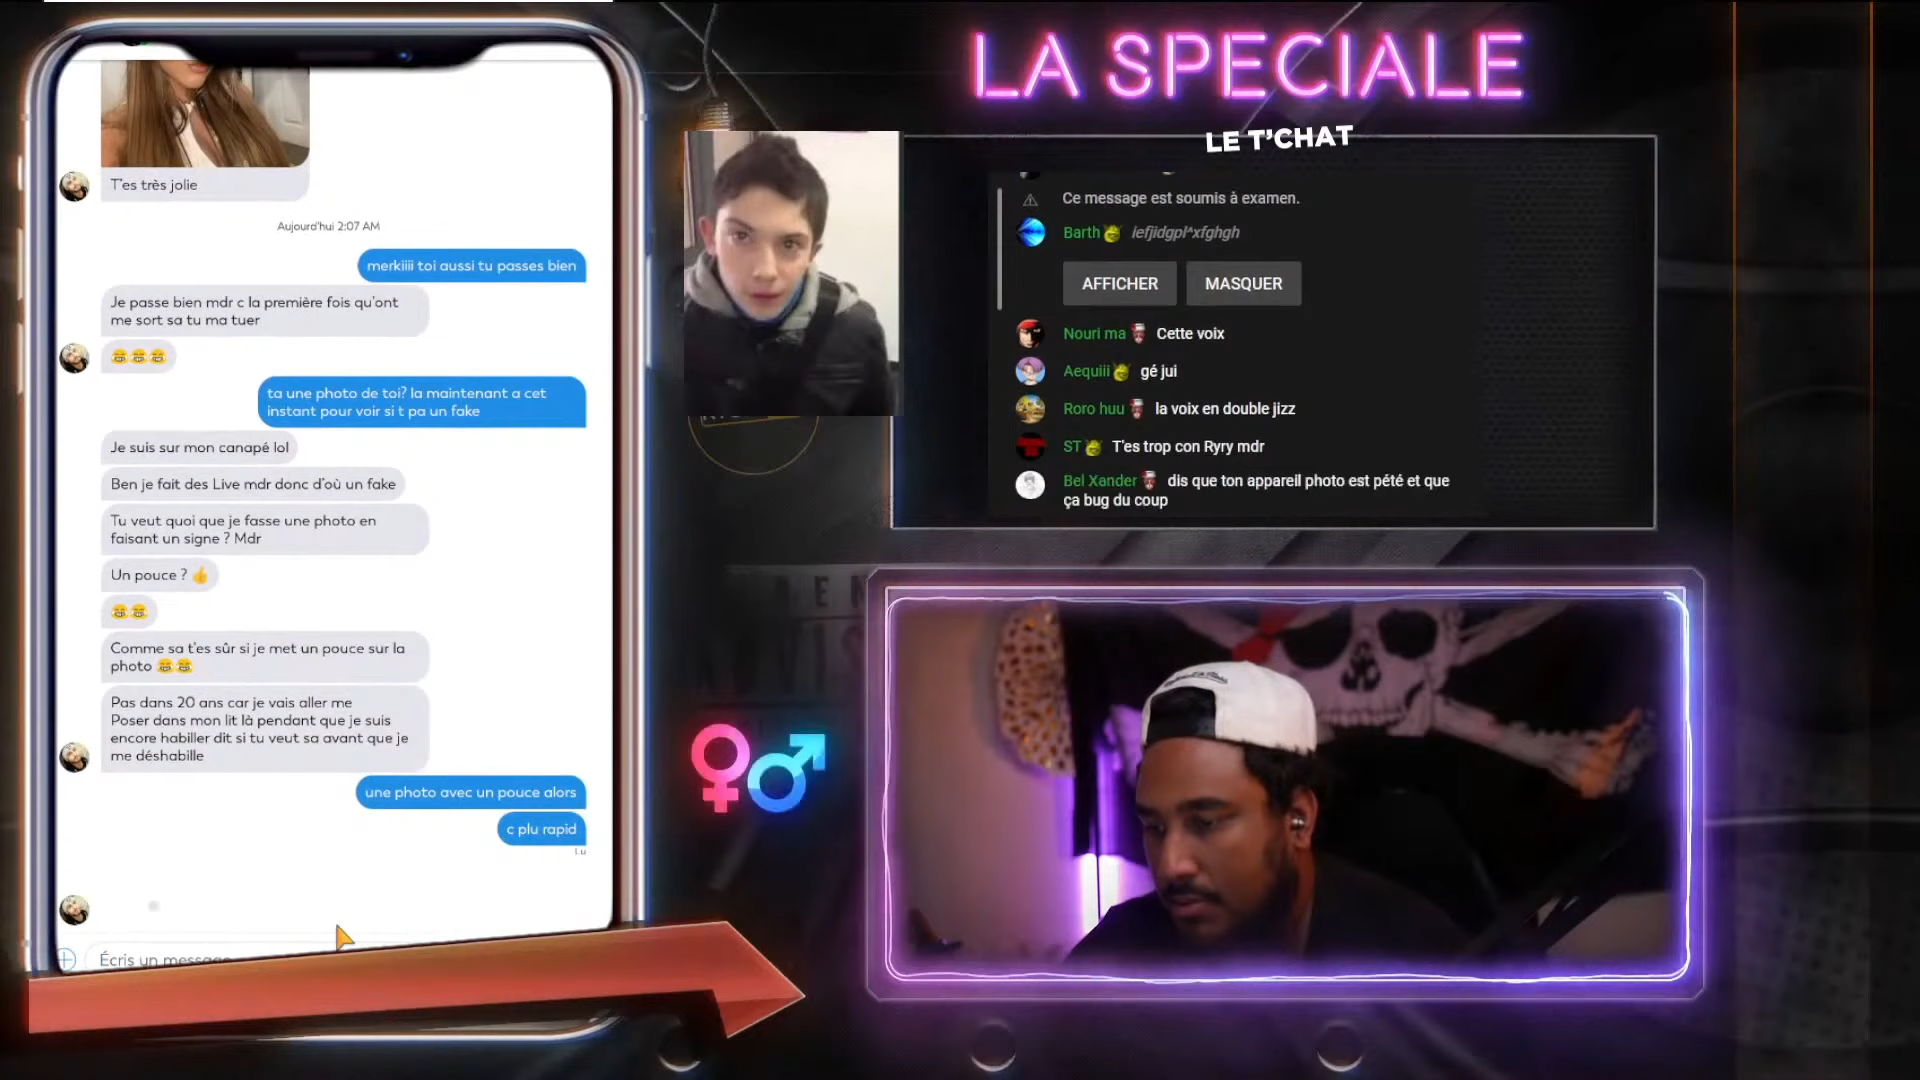 T'es très jolie
Aujourd'hui 2:07 AM
merkiiii toi aussi tu passes bien
Je passe bien mdr c la première fois qu'ont
me sort sa tu ma tuer
😂😂😂
ta une photo de toi? la maintenant a cet
instant pour voir si t pa un fake
Je suis sur mon canapé lol
Ben je fait des Live mdr donc d'où un fake
Tu veut quoi que je fasse une photo en
faisant un signe ? Mdr
Un pouce ? 👍
😂😂
Comme sa t'es sûr si je met un pouce sur la
photo 😂😂
Pas dans 20 ans car je vais aller me
Poser dans mon lit là pendant que je suis
encore habiller dit si tu veut sa avant que je
me déshabille
une photo avec un pouce alors
c plu rapid
Lu
Écris un message
LA SPECIALE
LE T'CHAT
Ce message est soumis à examen.
Barth iefjidgpl^xfghgh
AFFICHER MASQUER
Nouri ma Cette voix
Aequiii gé jui
Roro huu la voix en double jizz
ST T'es trop con Ryry mdr
Bel Xander dis que ton appareil photo est pété et que
ça bug du coup